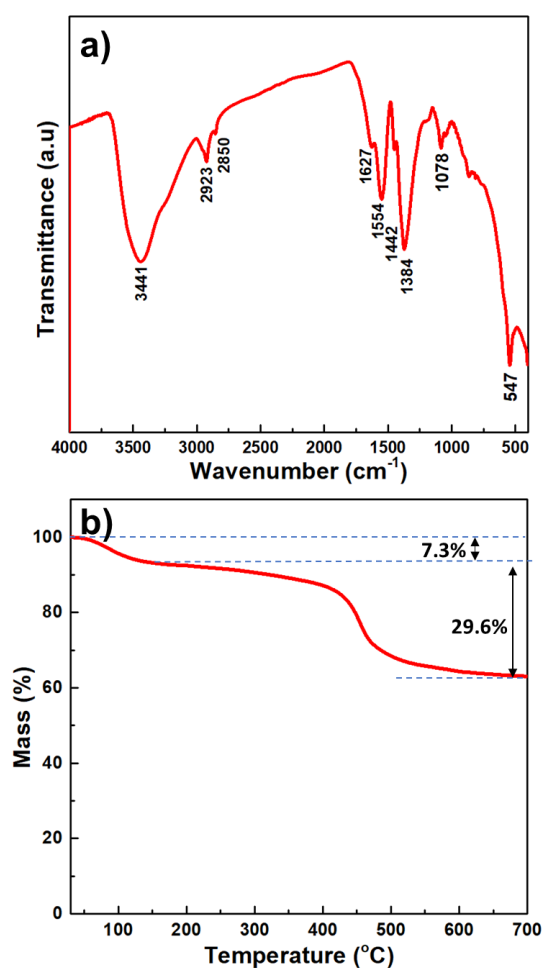 a)
Transmittance (a.u)
3441
2923
2850
1627
1554
1442
1384
1078
547
4000 3500 3000 2500 2000 1500 1000 500
Wavenumber (cm⁻¹)
b)
100
80
60
40
20
0
7.3%
29.6%
Mass (%)
100 200 300 400 500 600 700
Temperature (°C)